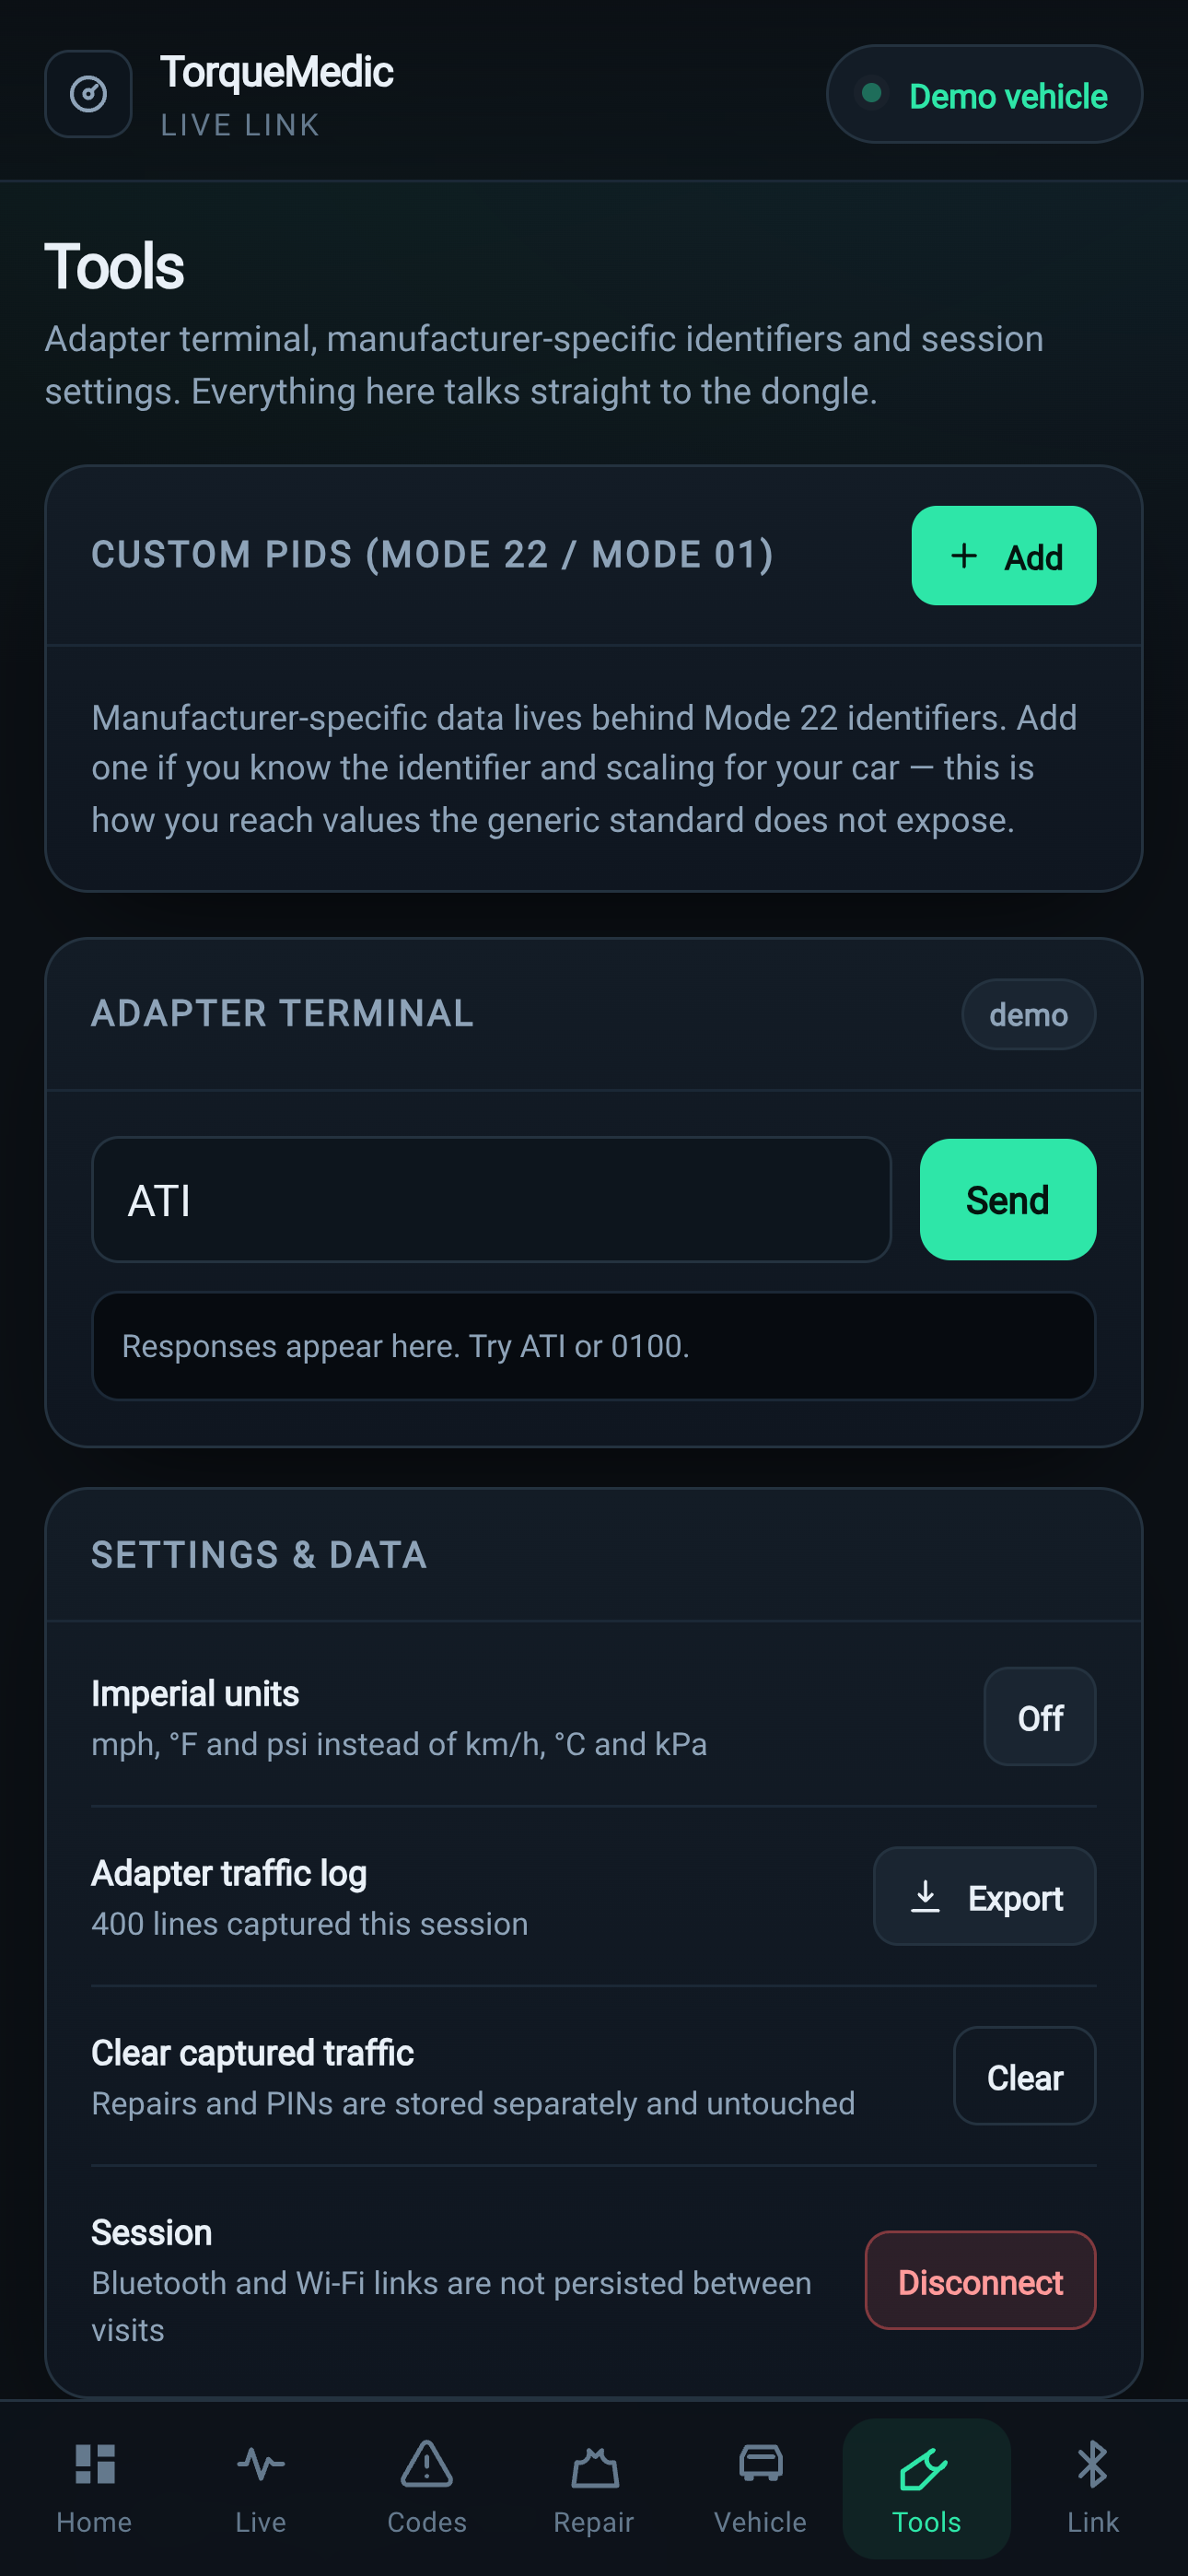 TorqueMedic
LIVE LINK
Demo vehicle
Tools
Adapter terminal, manufacturer-specific identifiers and session
settings. Everything here talks straight to the dongle.
CUSTOM PIDS (MODE 22 / MODE 01)
+ Add
Manufacturer-specific data lives behind Mode 22 identifiers. Add
one if you know the identifier and scaling for your car — this is
how you reach values the generic standard does not expose.
ADAPTER TERMINAL
demo
ATI
Send
Responses appear here. Try ATI or 0100.
SETTINGS & DATA
Imperial units
mph, °F and psi instead of km/h, °C and kPa
Off
Adapter traffic log
400 lines captured this session
Export
Clear captured traffic
Repairs and PINs are stored separately and untouched
Clear
Session
Bluetooth and Wi-Fi links are not persisted between
visits
Disconnect
Home
Live
Codes
Repair
Vehicle
Tools
Link